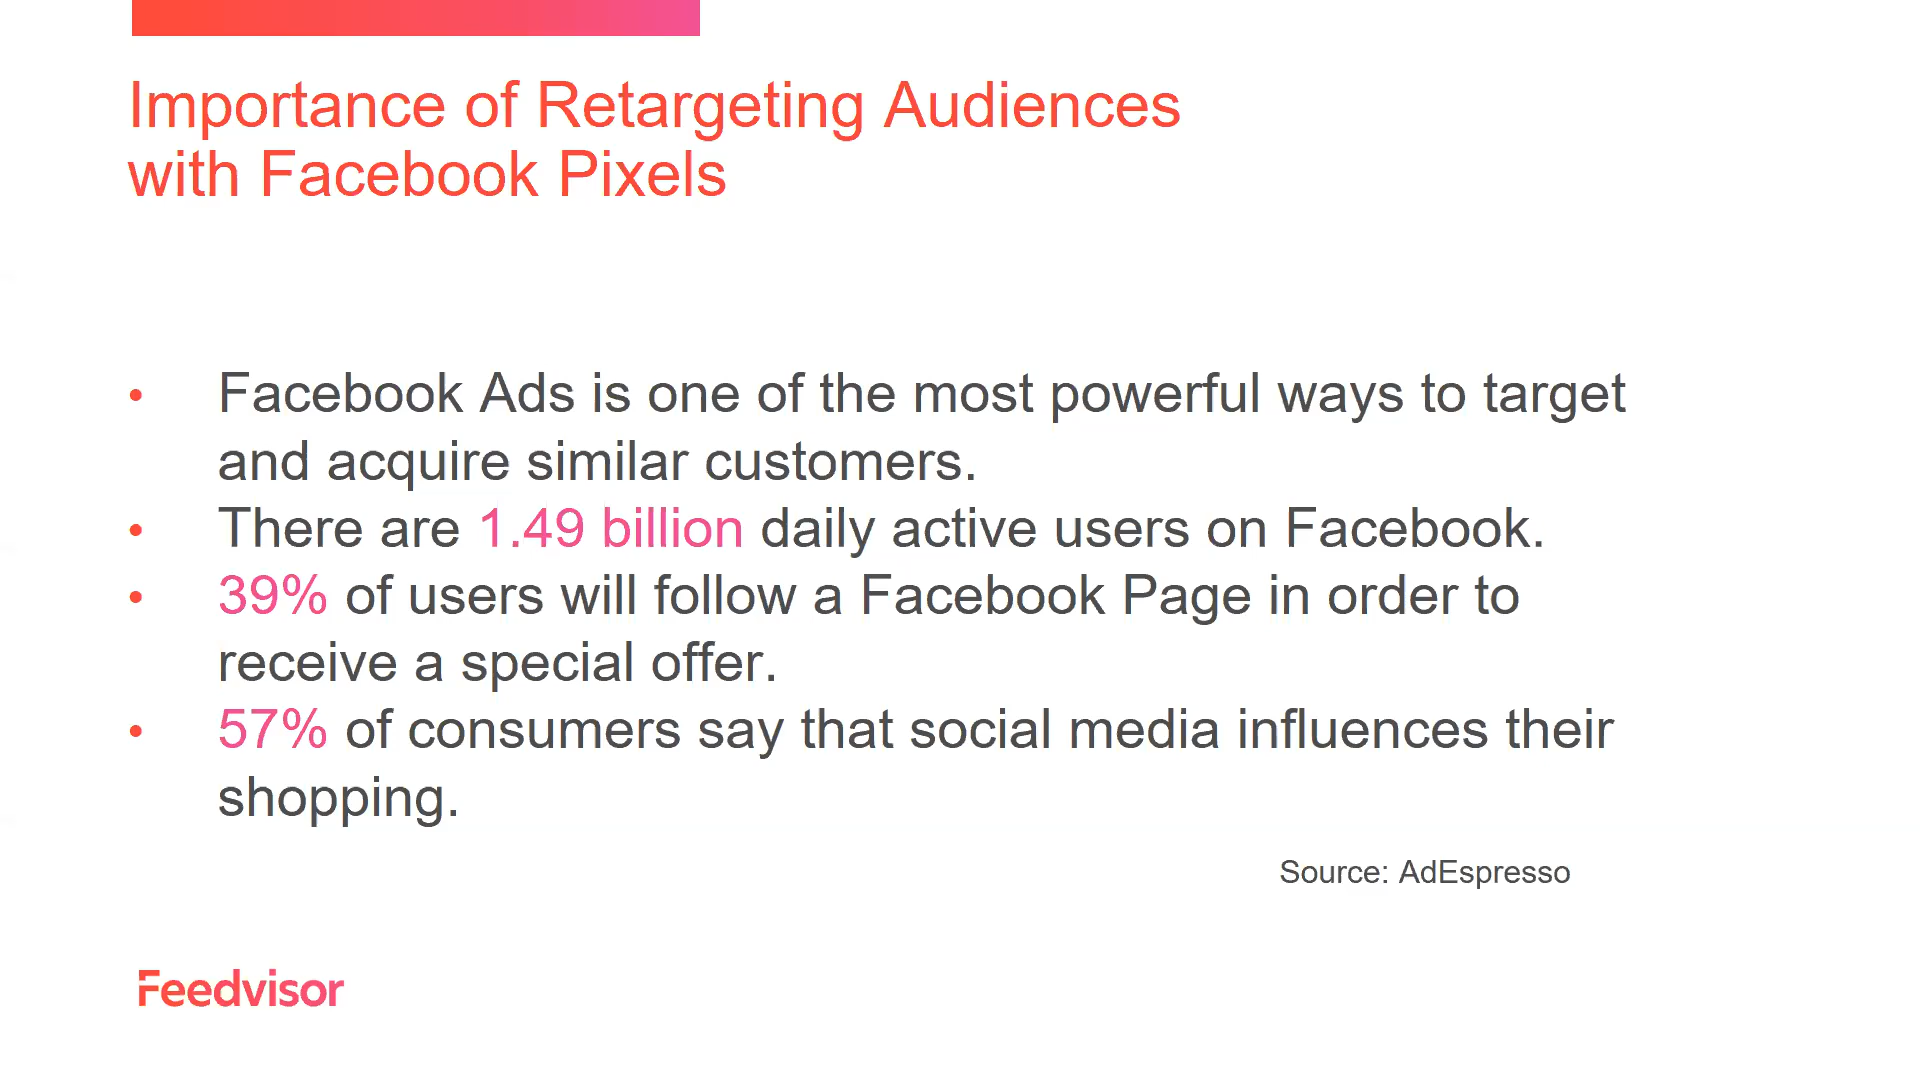 Importance of Retargeting Audiences
with Facebook Pixels
• Facebook Ads is one of the most powerful ways to target
and acquire similar customers.
• There are 1.49 billion daily active users on Facebook.
• 39% of users will follow a Facebook Page in order to
receive a special offer.
• 57% of consumers say that social media influences their
shopping.
Source: AdEspresso
Feedvisor